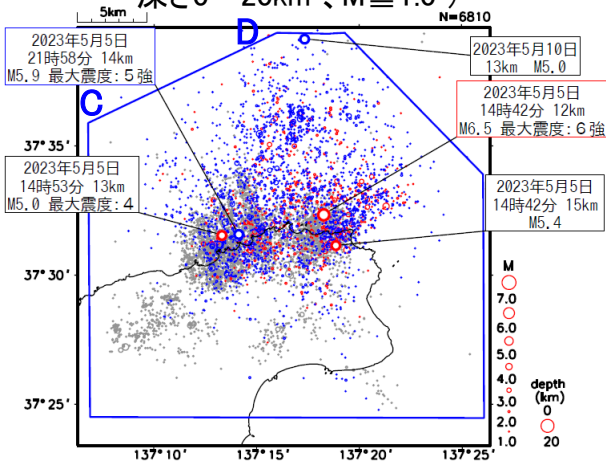 深さ0～20km、M≧1.0）
5km
N=6810
D
2023年5月5日
21時58分 14km
M5.9 最大震度:5強
2023年5月10日
13km M5.0
C
2023年5月5日
14時42分 12km
M6.5 最大震度:6強
37°35'
2023年5月5日
14時53分 13km
M5.0 最大震度:4
2023年5月5日
14時42分 15km
M5.4
37°30'
M
7.0
6.0
5.0
4.0
3.0
2.0
1.0
depth
(km)
0
20
37°25'
137°10' 137°15' 137°20' 137°25'